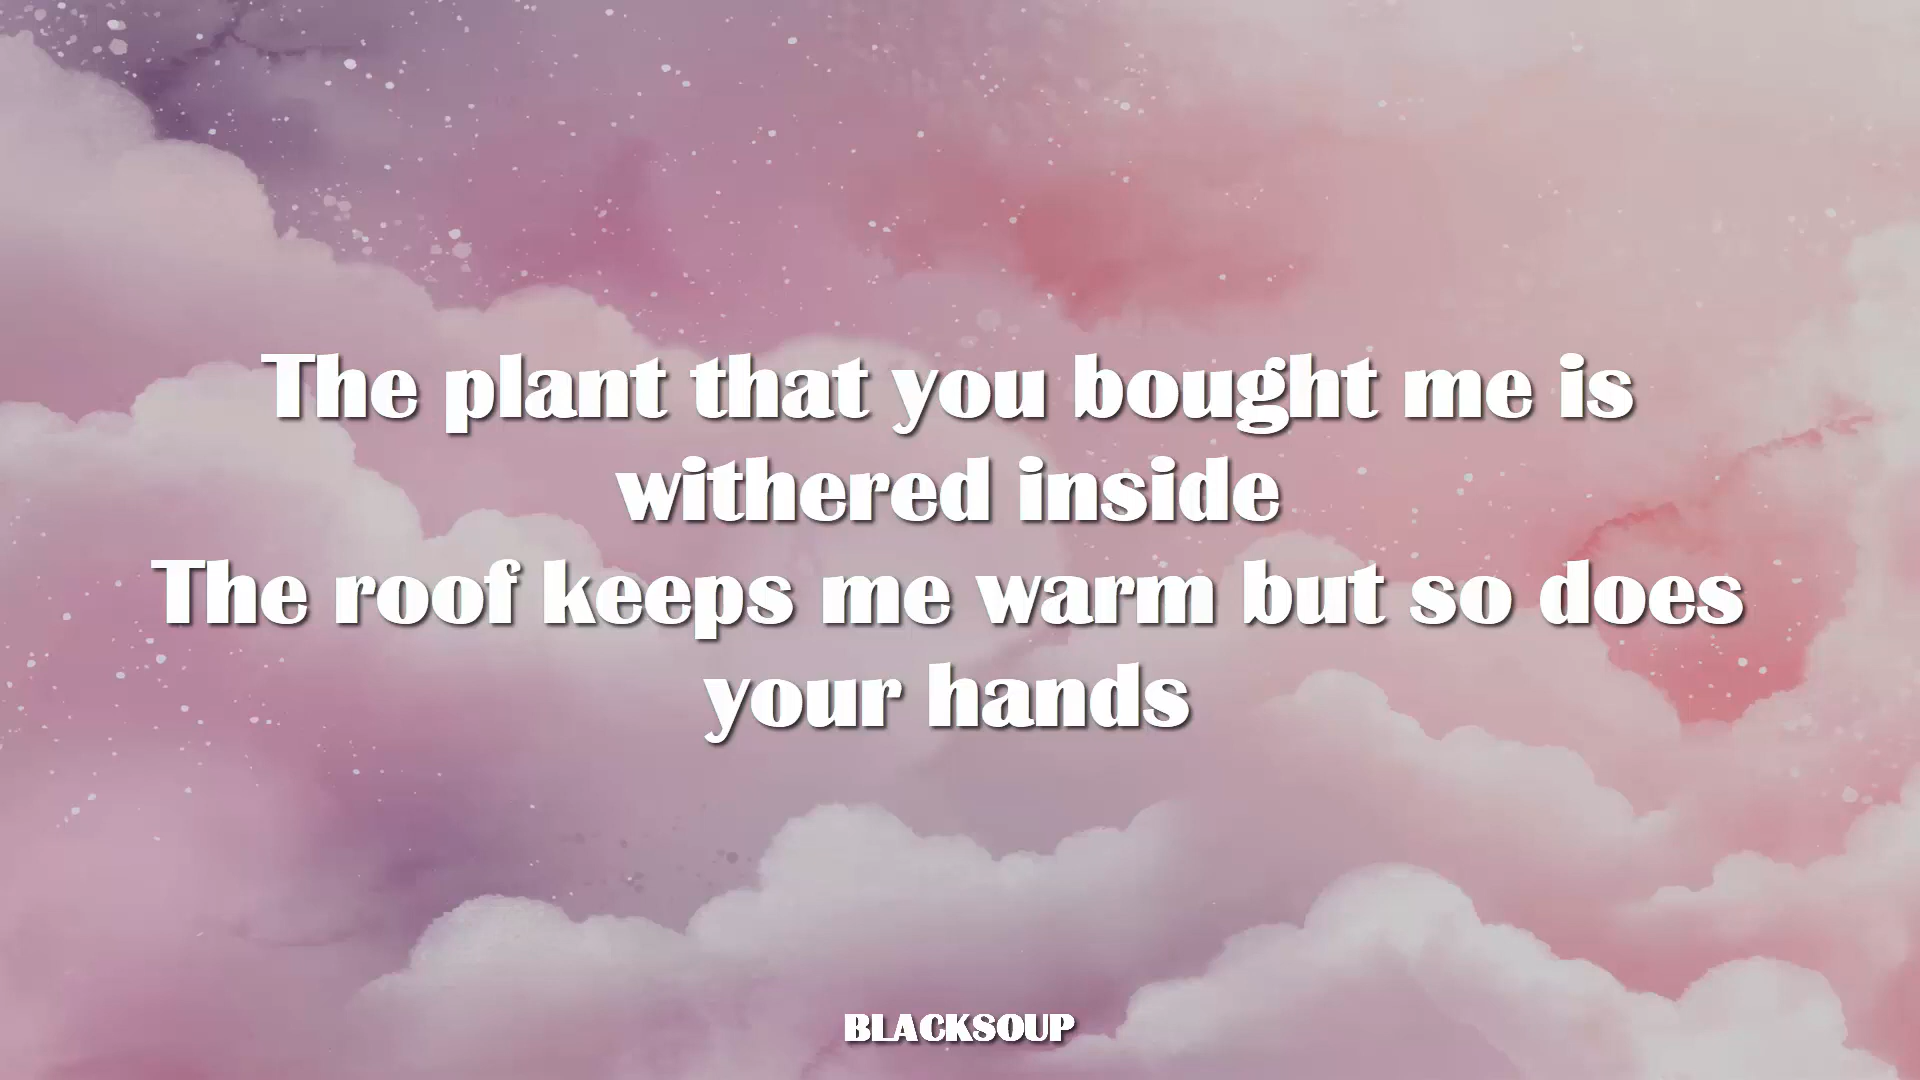 The plant that you bought me is
withered inside
The roof keeps me warm but so does
your hands
BLACKSOUP